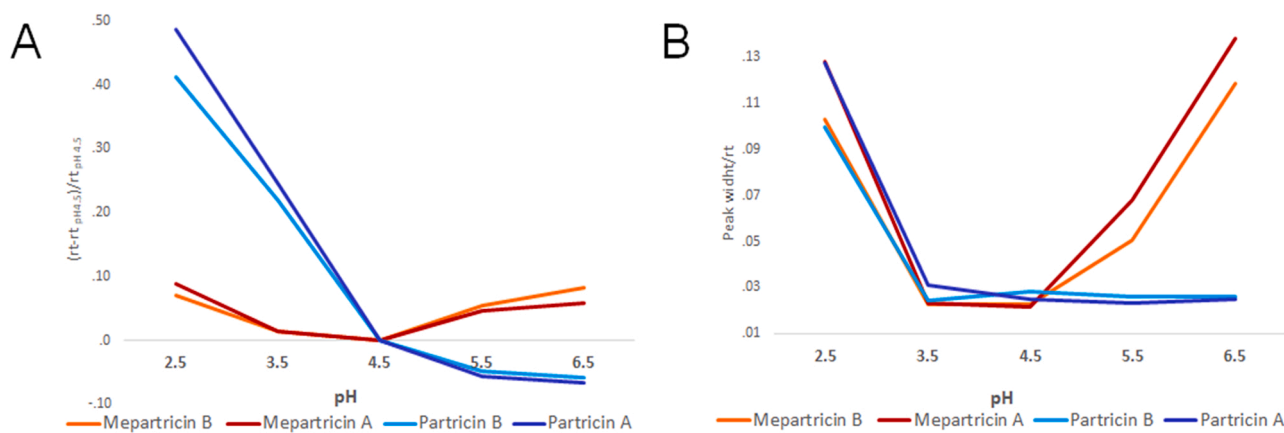 A
(rt-rt pH4.5)/rt pH 4.5
.50
.40
.30
.20
.10
.0
-.10
2.5 3.5 4.5 5.5 6.5
pH
Mepartricin B Mepartricin A Partricin B Partricin A
B
Peak widht/rt
.13
.11
.09
.07
.05
.03
.01
2.5 3.5 4.5 5.5 6.5
pH
Mepartricin B Mepartricin A Partricin B Partricin A